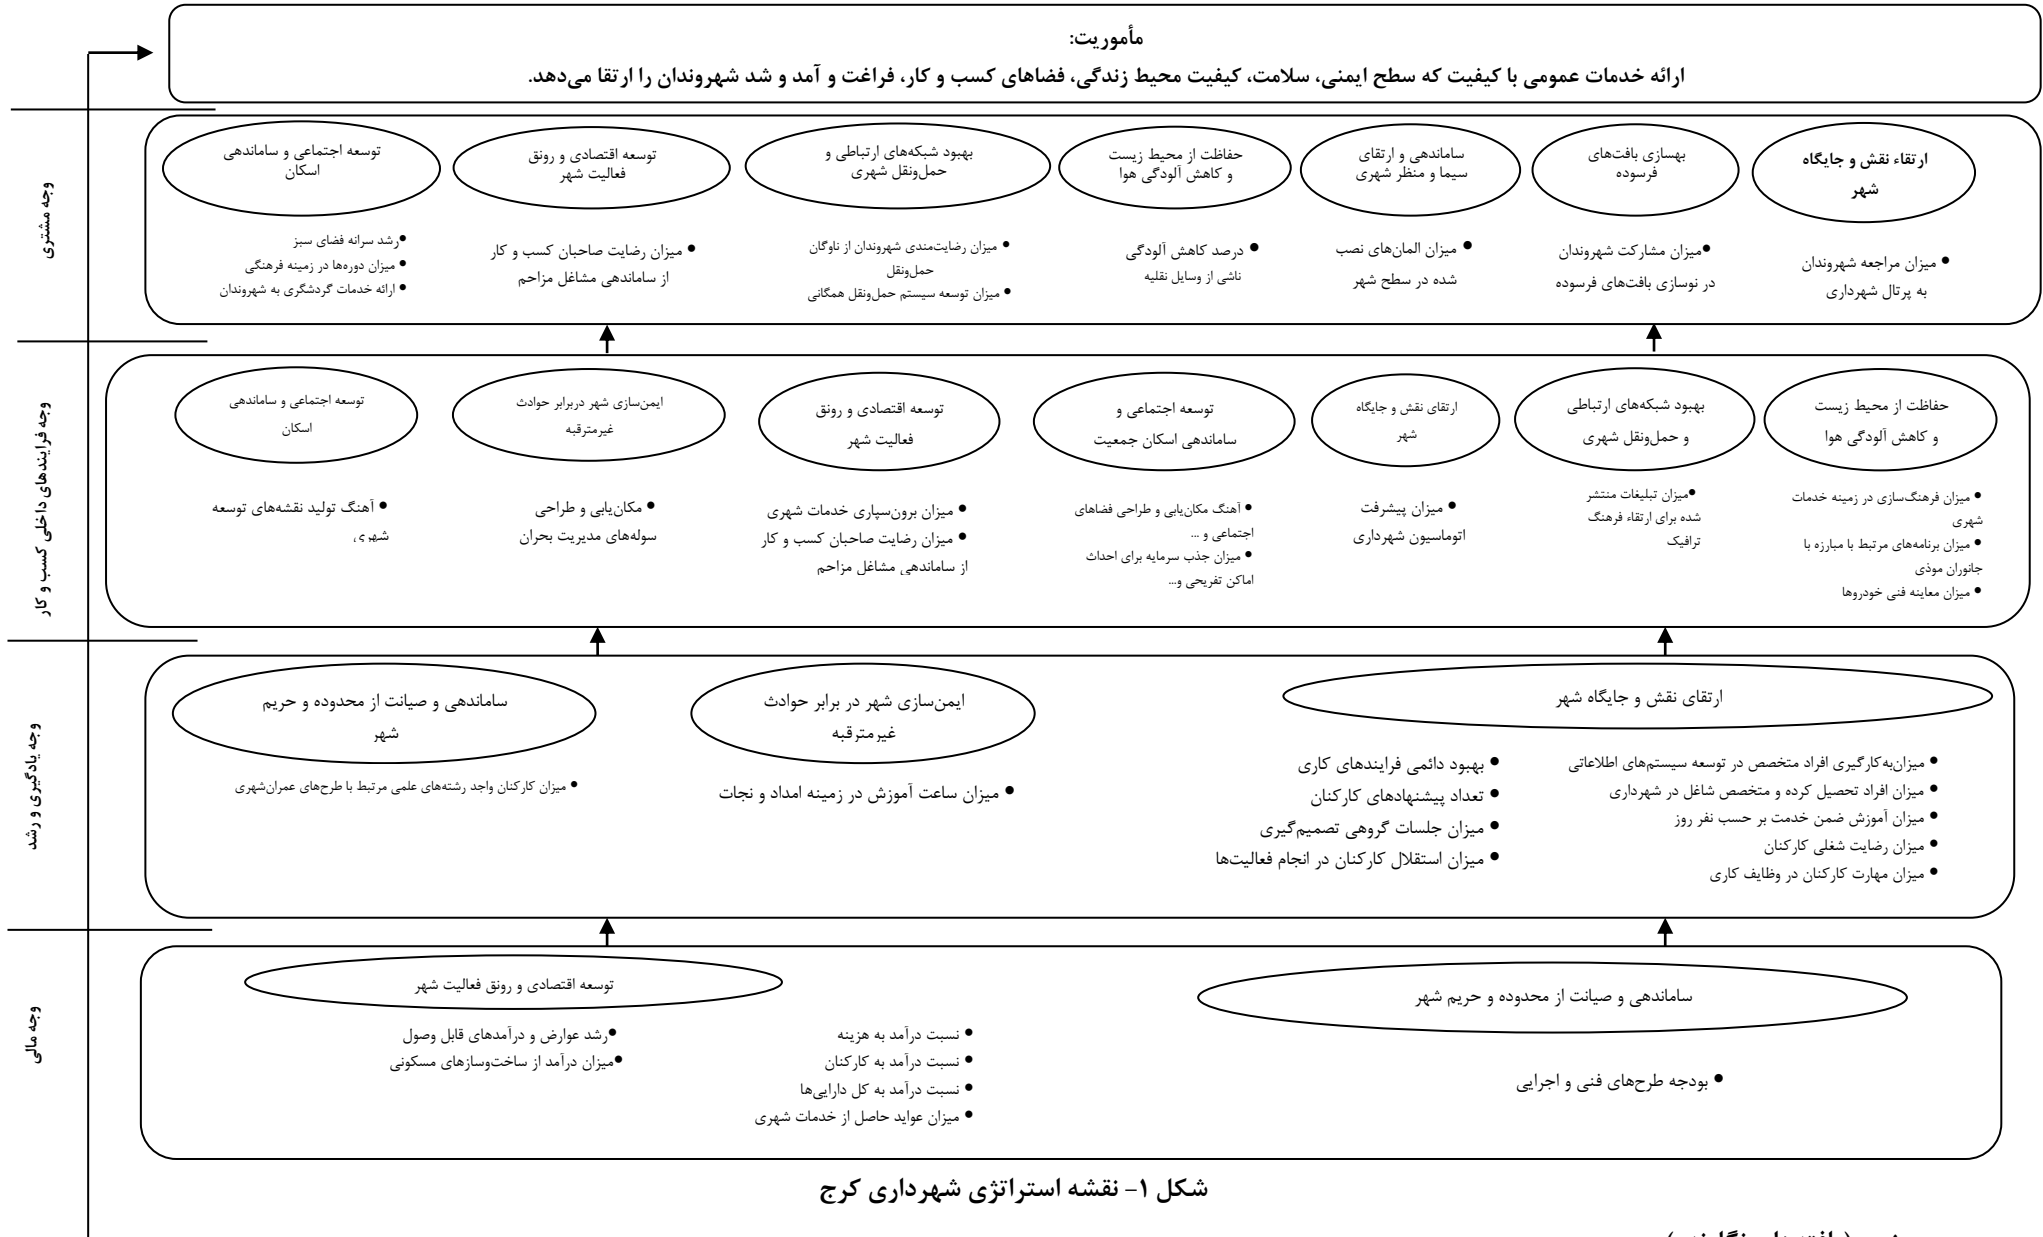 مأموریت:
ارائه خدمات عمومی با کیفیت که سطح ایمنی، سلامت، کیفیت محیط زندگی، فضاهای کسب و کار، فراغت و آمد و شد شهروندان را ارتقا می‌دهد.
وجه مشتری
ارتقاء نقش و جایگاه
شهر
● میزان مراجعه شهروندان
به پرتال شهرداری
بهسازی بافت‌های
فرسوده
●میزان مشارکت شهروندان
در نوسازی بافت‌های فرسوده
ساماندهی و ارتقای
سیما و منظر شهری
● میزان المان‌های نصب
شده در سطح شهر
حفاظت از محیط زیست
و کاهش آلودگی هوا
● درصد کاهش آلودگی
ناشی از وسایل نقلیه
بهبود شبکه‌های ارتباطی و
حمل‌ونقل شهری
● میزان رضایت‌مندی شهروندان از ناوگان
حمل‌ونقل
● میزان توسعه سیستم حمل‌ونقل همگانی
توسعه اقتصادی و رونق
فعالیت شهر
● میزان رضایت صاحبان کسب و کار
از ساماندهی مشاغل مزاحم
توسعه اجتماعی و ساماندهی
اسکان
●رشد سرانه فضای سبز
● میزان دوره‌ها در زمینه فرهنگی
● ارائه خدمات گردشگری به شهروندان
وجه فرایندهای داخلی کسب و کار
حفاظت از محیط زیست
و کاهش آلودگی هوا
● میزان فرهنگ‌سازی در زمینه خدمات
شهری
● میزان برنامه‌های مرتبط با مبارزه با
جانوران موذی
● میزان معاینه فنی خودروها
بهبود شبکه‌های ارتباطی
و حمل‌ونقل شهری
●میزان تبلیغات منتشر
شده برای ارتقاء فرهنگ
ترافیک
ارتقای نقش و جایگاه
شهر
● میزان پیشرفت
اتوماسیون شهرداری
توسعه اجتماعی و
ساماندهی اسکان جمعیت
● آهنگ مکان‌یابی و طراحی فضاهای
اجتماعی و ...
● میزان جذب سرمایه برای احداث
اماکن تفریحی و...
توسعه اقتصادی و رونق
فعالیت شهر
● میزان برون‌سپاری خدمات شهری
● میزان رضایت صاحبان کسب و کار
از ساماندهی مشاغل مزاحم
ایمن‌سازی شهر دربرابر حوادث
غیرمترقبه
● مکان‌یابی و طراحی
سوله‌های مدیریت بحران
توسعه اجتماعی و ساماندهی
اسکان
● آهنگ تولید نقشه‌های توسعه
شهری
وجه یادگیری و رشد
ارتقای نقش و جایگاه شهر
● میزان‌به‌کارگیری افراد متخصص در توسعه سیستم‌های اطلاعاتی
● میزان افراد تحصیل کرده و متخصص شاغل در شهرداری
● میزان آموزش ضمن خدمت بر حسب نفر روز
● میزان رضایت شغلی کارکنان
● میزان مهارت کارکنان در وظایف کاری
● بهبود دائمی فرایندهای کاری
● تعداد پیشنهادهای کارکنان
● میزان جلسات گروهی تصمیم‌گیری
● میزان استقلال کارکنان در انجام فعالیت‌ها
ایمن‌سازی شهر در برابر حوادث
غیرمترقبه
● میزان ساعت آموزش در زمینه امداد و نجات
ساماندهی و صیانت از محدوده و حریم
شهر
● میزان کارکنان واجد رشته‌های علمی مرتبط با طرح‌های عمران‌شهری
وجه مالی
ساماندهی و صیانت از محدوده و حریم شهر
● بودجه طرح‌های فنی و اجرایی
توسعه اقتصادی و رونق فعالیت شهر
● نسبت درآمد به هزینه
● نسبت درآمد به کارکنان
● نسبت درآمد به کل دارایی‌ها
● میزان عواید حاصل از خدمات شهری
●رشد عوارض و درآمدهای قابل وصول
●میزان درآمد از ساخت‌وسازهای مسکونی
شکل ۱- نقشه استراتژی شهرداری کرج